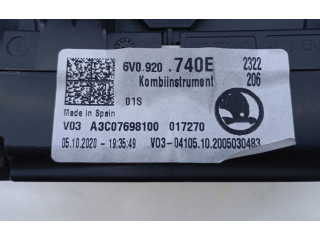 6V0.920 .740E 2322
Kombiinstrument 206
01S
Made in Spain
V03 A3C07698100 017270
05.10.2020 - 19:35:49 V03-04105.10.2005030483